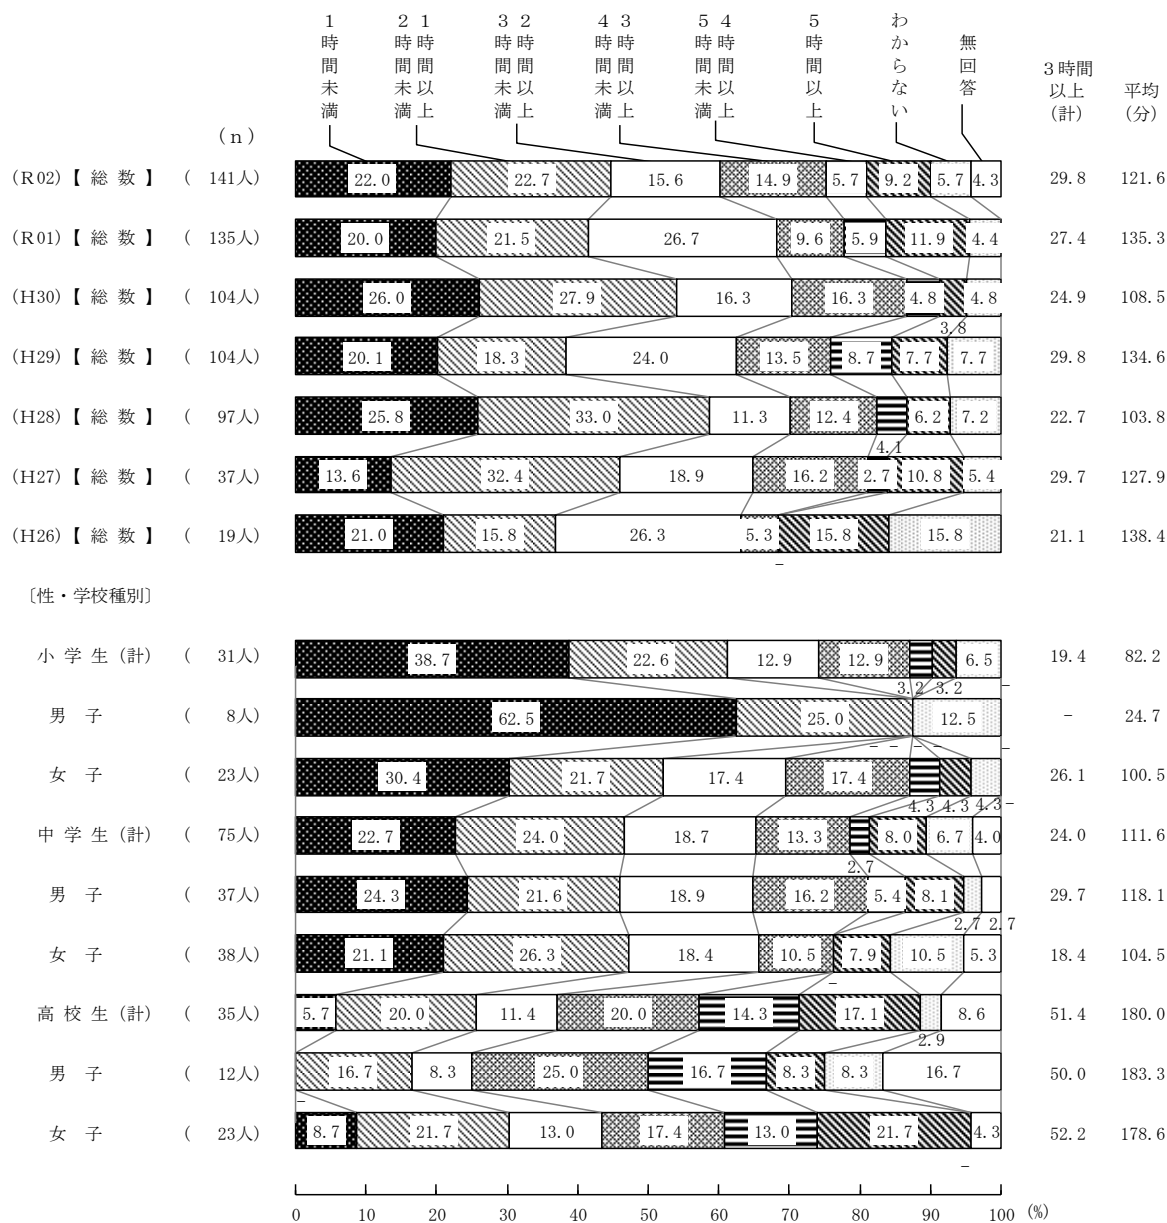 1時間未満
1時間以上
2時間未満
2時間以上
3時間未満
3時間以上
4時間未満
4時間以上
5時間未満
5時間以上
わからない
無回答
3時間以上(計)
平均(分)
(n)
(R02)【 総 数 】 ( 141人) 22.0 22.7 15.6 14.9 5.7 9.2 5.7 4.3 29.8 121.6
(R01)【 総 数 】 ( 135人) 20.0 21.5 26.7 9.6 5.9 11.9 4.4 27.4 135.3
(H30)【 総 数 】 ( 104人) 26.0 27.9 16.3 16.3 4.8 4.8 24.9 108.5
3.8
(H29)【 総 数 】 ( 104人) 20.1 18.3 24.0 13.5 8.7 7.7 7.7 29.8 134.6
(H28)【 総 数 】 ( 97人) 25.8 33.0 11.3 12.4 6.2 7.2 22.7 103.8
4.1
(H27)【 総 数 】 ( 37人) 13.6 32.4 18.9 16.2 2.7 10.8 5.4 29.7 127.9
(H26)【 総 数 】 ( 19人) 21.0 15.8 26.3 5.3 15.8 15.8 21.1 138.4
–
〔性・学校種別〕
小 学 生 (計) ( 31人) 38.7 22.6 12.9 12.9 6.5 19.4 82.2
3.2 3.2 –
男 子 ( 8人) 62.5 25.0 12.5 – 24.7
– – – – –
女 子 ( 23人) 30.4 21.7 17.4 17.4 26.1 100.5
4.3 4.3 4.3 –
中 学 生 (計) ( 75人) 22.7 24.0 18.7 13.3 8.0 6.7 4.0 24.0 111.6
2.7
男 子 ( 37人) 24.3 21.6 18.9 16.2 5.4 8.1 29.7 118.1
2.7 2.7
女 子 ( 38人) 21.1 26.3 18.4 10.5 7.9 10.5 5.3 18.4 104.5
–
高 校 生 (計) ( 35人) 5.7 20.0 11.4 20.0 14.3 17.1 8.6 51.4 180.0
2.9
男 子 ( 12人) 16.7 8.3 25.0 16.7 8.3 8.3 16.7 50.0 183.3
–
女 子 ( 23人) 8.7 21.7 13.0 17.4 13.0 21.7 4.3 52.2 178.6
–
0 10 20 30 40 50 60 70 80 90 100 (%)